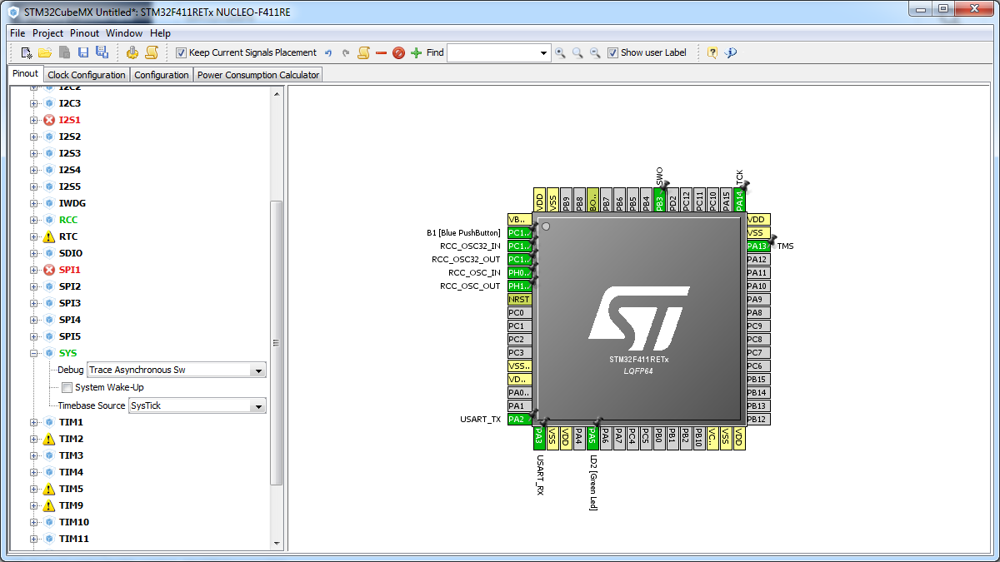 STM32CubeMX Untitled*: STM32F411RETx NUCLEO-F411RE
File Project Pinout Window Help
Keep Current Signals Placement Find Show user Label
Pinout Clock Configuration Configuration Power Consumption Calculator
I2C2
I2C3
I2S1
I2S2
I2S3
I2S4
I2S5
IWDG
RCC
RTC
SDIO
SPI1
SPI2
SPI3
SPI4
SPI5
SYS
Debug Trace Asynchronous Sw
System Wake-Up
Timebase Source SysTick
TIM1
TIM2
TIM3
TIM4
TIM5
TIM9
TIM10
TIM11
SWO TCK
VDD VSS PB9 PB8 BO.. PB7 PB6 PB5 PB4 PB3 PD2 PC12 PC11 PC10 PA15 PA14
VB..
B1 [Blue PushButton] PC1..
RCC_OSC32_IN PC1..
RCC_OSC32_OUT PC1..
RCC_OSC_IN PH0..
RCC_OSC_OUT PH1..
NRST
PC0
PC1
PC2
PC3
VSS..
VD..
PA0..
PA1
USART_TX PA2
STM32F411RETx
LQFP64
VDD
VSS
PA13 TMS
PA12
PA11
PA10
PA9
PA8
PC9
PC8
PC7
PC6
PB15
PB14
PB13
PB12
PA3 VSS VDD PA4 PA5 PA6 PA7 PC4 PC5 PB0 PB1 PB2 PB10 VC.. VSS VDD
USART_RX LD2 [Green Led]